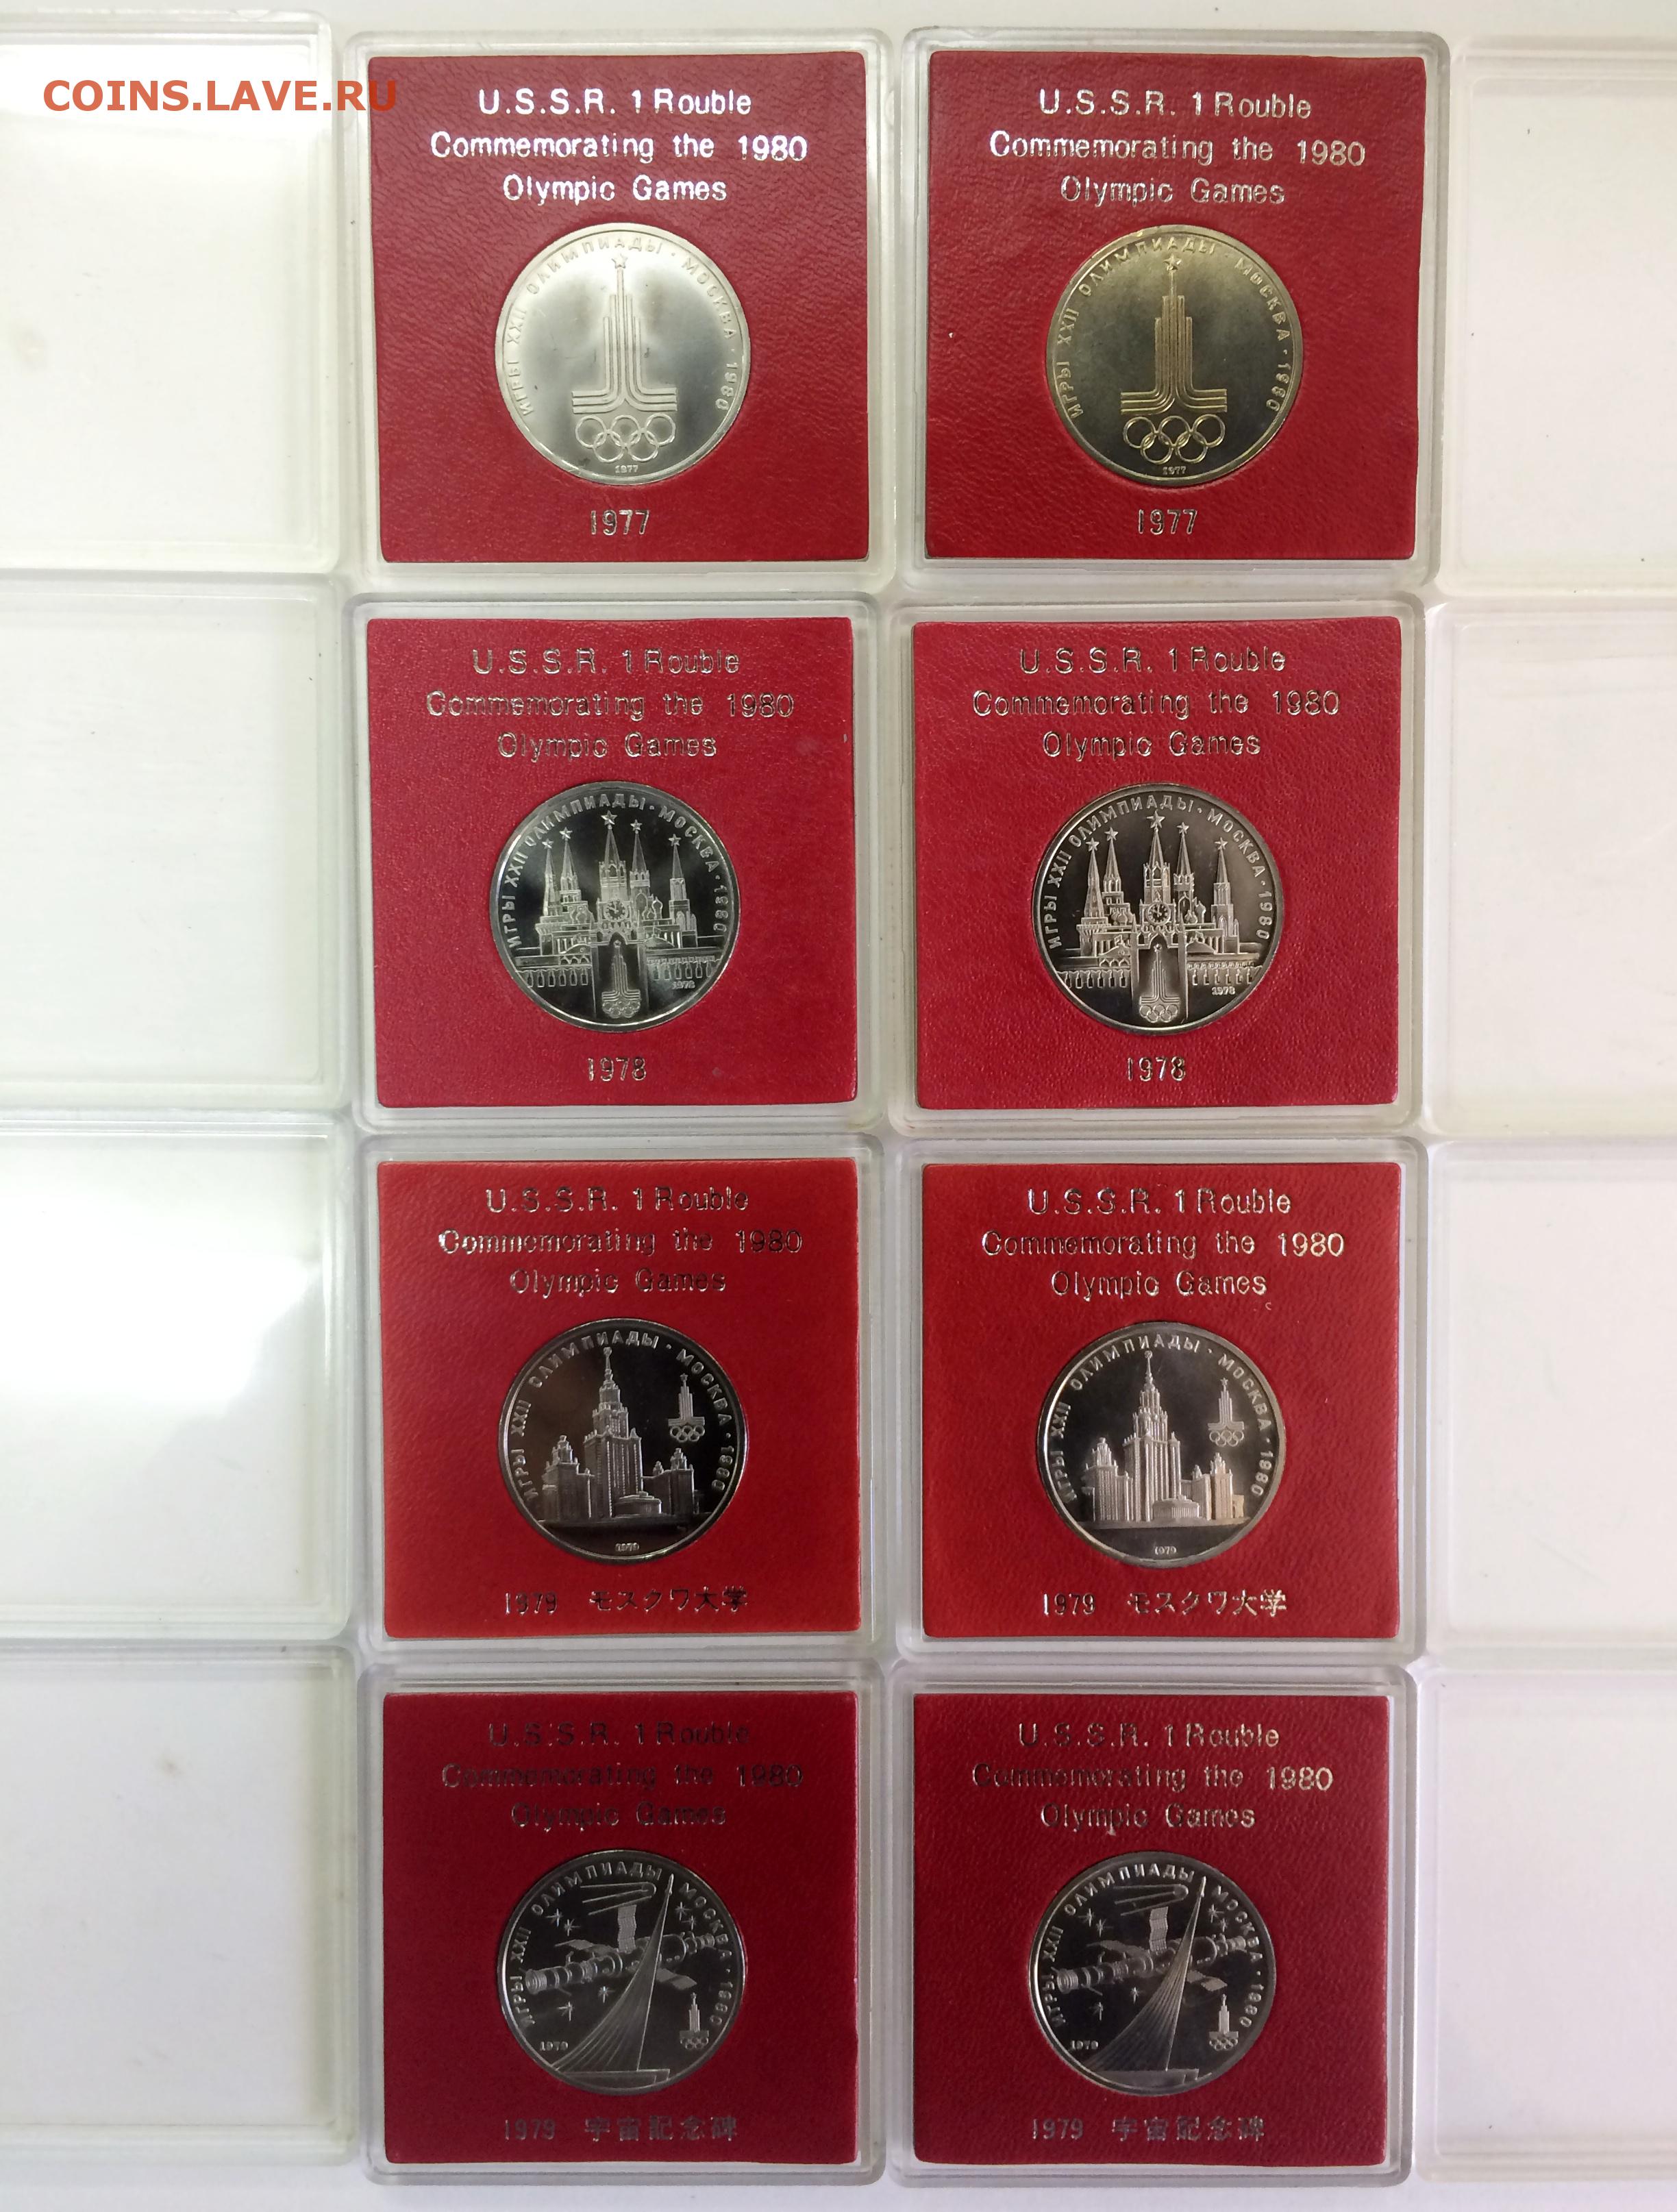 COINS.LAVE.RU
U.S.S.R. 1 Rouble
Commemorating the 1980
Olympic Games
ИГРЫ XXII ОЛИМПИАДЫ · МОСКВА · 1980
1977
1977
U.S.S.R. 1 Rouble
Commemorating the 1980
Olympic Games
ИГРЫ XXII ОЛИМПИАДЫ · МОСКВА · 1980
1977
1977
U.S.S.R. 1 Rouble
Commemorating the 1980
Olympic Games
ИГРЫ XXII ОЛИМПИАДЫ · МОСКВА · 1980
1978
1978
U.S.S.R. 1 Rouble
Commemorating the 1980
Olympic Games
ИГРЫ XXII ОЛИМПИАДЫ · МОСКВА · 1980
1978
1978
U.S.S.R. 1 Rouble
Commemorating the 1980
Olympic Games
ИГРЫ XXII ОЛИМПИАДЫ · МОСКВА · 1980
1979
1979 モスクワ大学
U.S.S.R. 1 Rouble
Commemorating the 1980
Olympic Games
ИГРЫ XXII ОЛИМПИАДЫ · МОСКВА · 1980
1979
1979 モスクワ大学
U.S.S.R. 1 Rouble
Commemorating the 1980
Olympic Games
ИГРЫ XXII ОЛИМПИАДЫ МОСКВА · 1980
1979
1979 宇宙記念碑
U.S.S.R. 1 Rouble
Commemorating the 1980
Olympic Games
ИГРЫ XXII ОЛИМПИАДЫ МОСКВА · 1980
1979
1979 宇宙記念碑